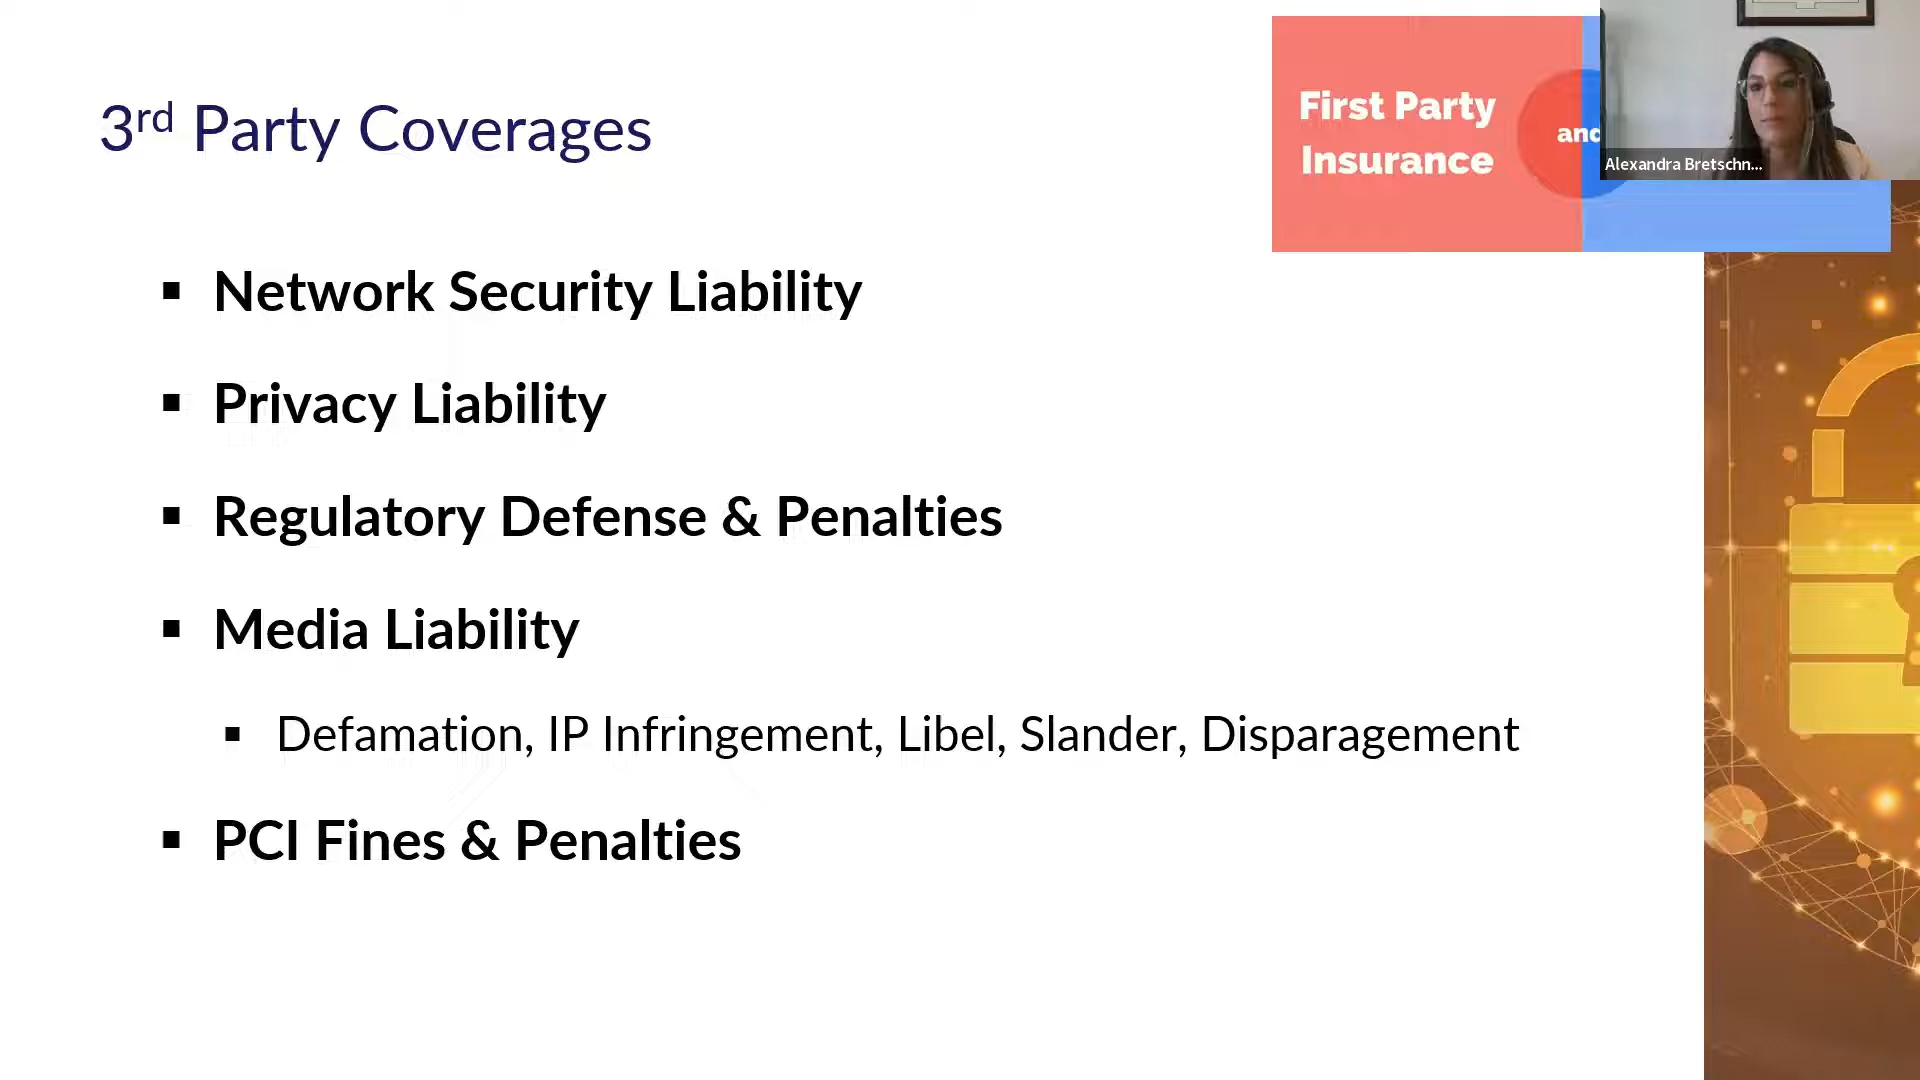 3rd Party Coverages
First Party
Insurance
and
Alexandra Bretschn...
▪ Network Security Liability
▪ Privacy Liability
▪ Regulatory Defense & Penalties
▪ Media Liability
▪ Defamation, IP Infringement, Libel, Slander, Disparagement
▪ PCI Fines & Penalties